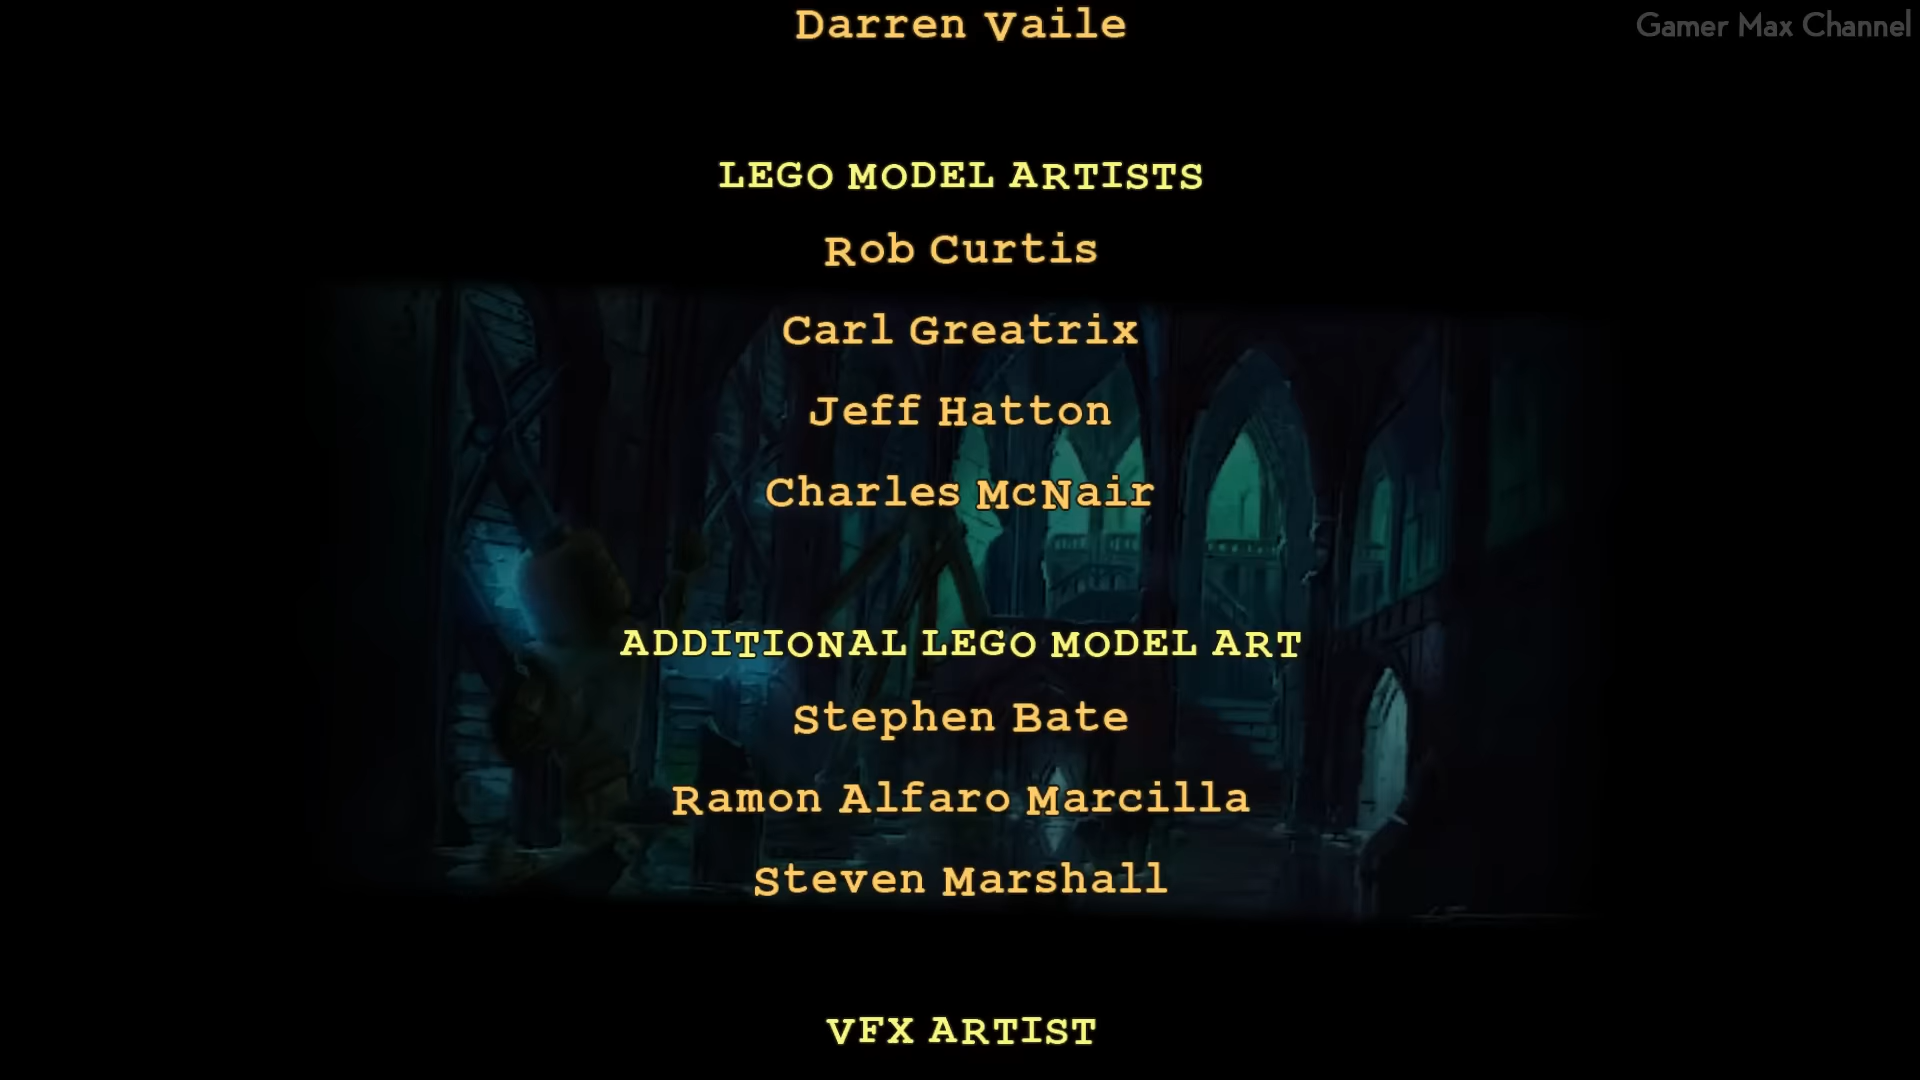 Darren Vaile
Gamer Max Channel
LEGO MODEL ARTISTS
Rob Curtis
Carl Greatrix
Jeff Hatton
Charles McNair
ADDITIONAL LEGO MODEL ART
Stephen Bate
Ramon Alfaro Marcilla
Steven Marshall
VFX ARTIST